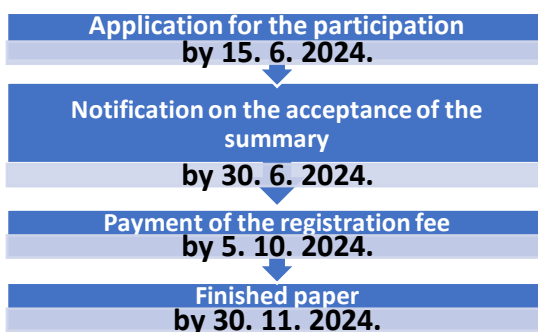 Application for the participation
by 15. 6. 2024.
Notification on the acceptance of the
summary
by 30. 6. 2024.
Payment of the registration fee
by 5. 10. 2024.
Finished paper
by 30. 11. 2024.